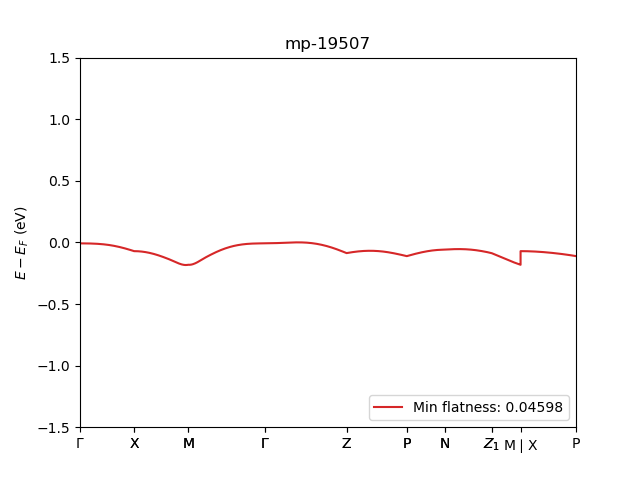 mp-19507
E − E_F (eV)
1.5
1.0
0.5
0.0
−0.5
−1.0
−1.5
Min flatness: 0.04598
Γ X M Γ Z P N Z₁ M | X P